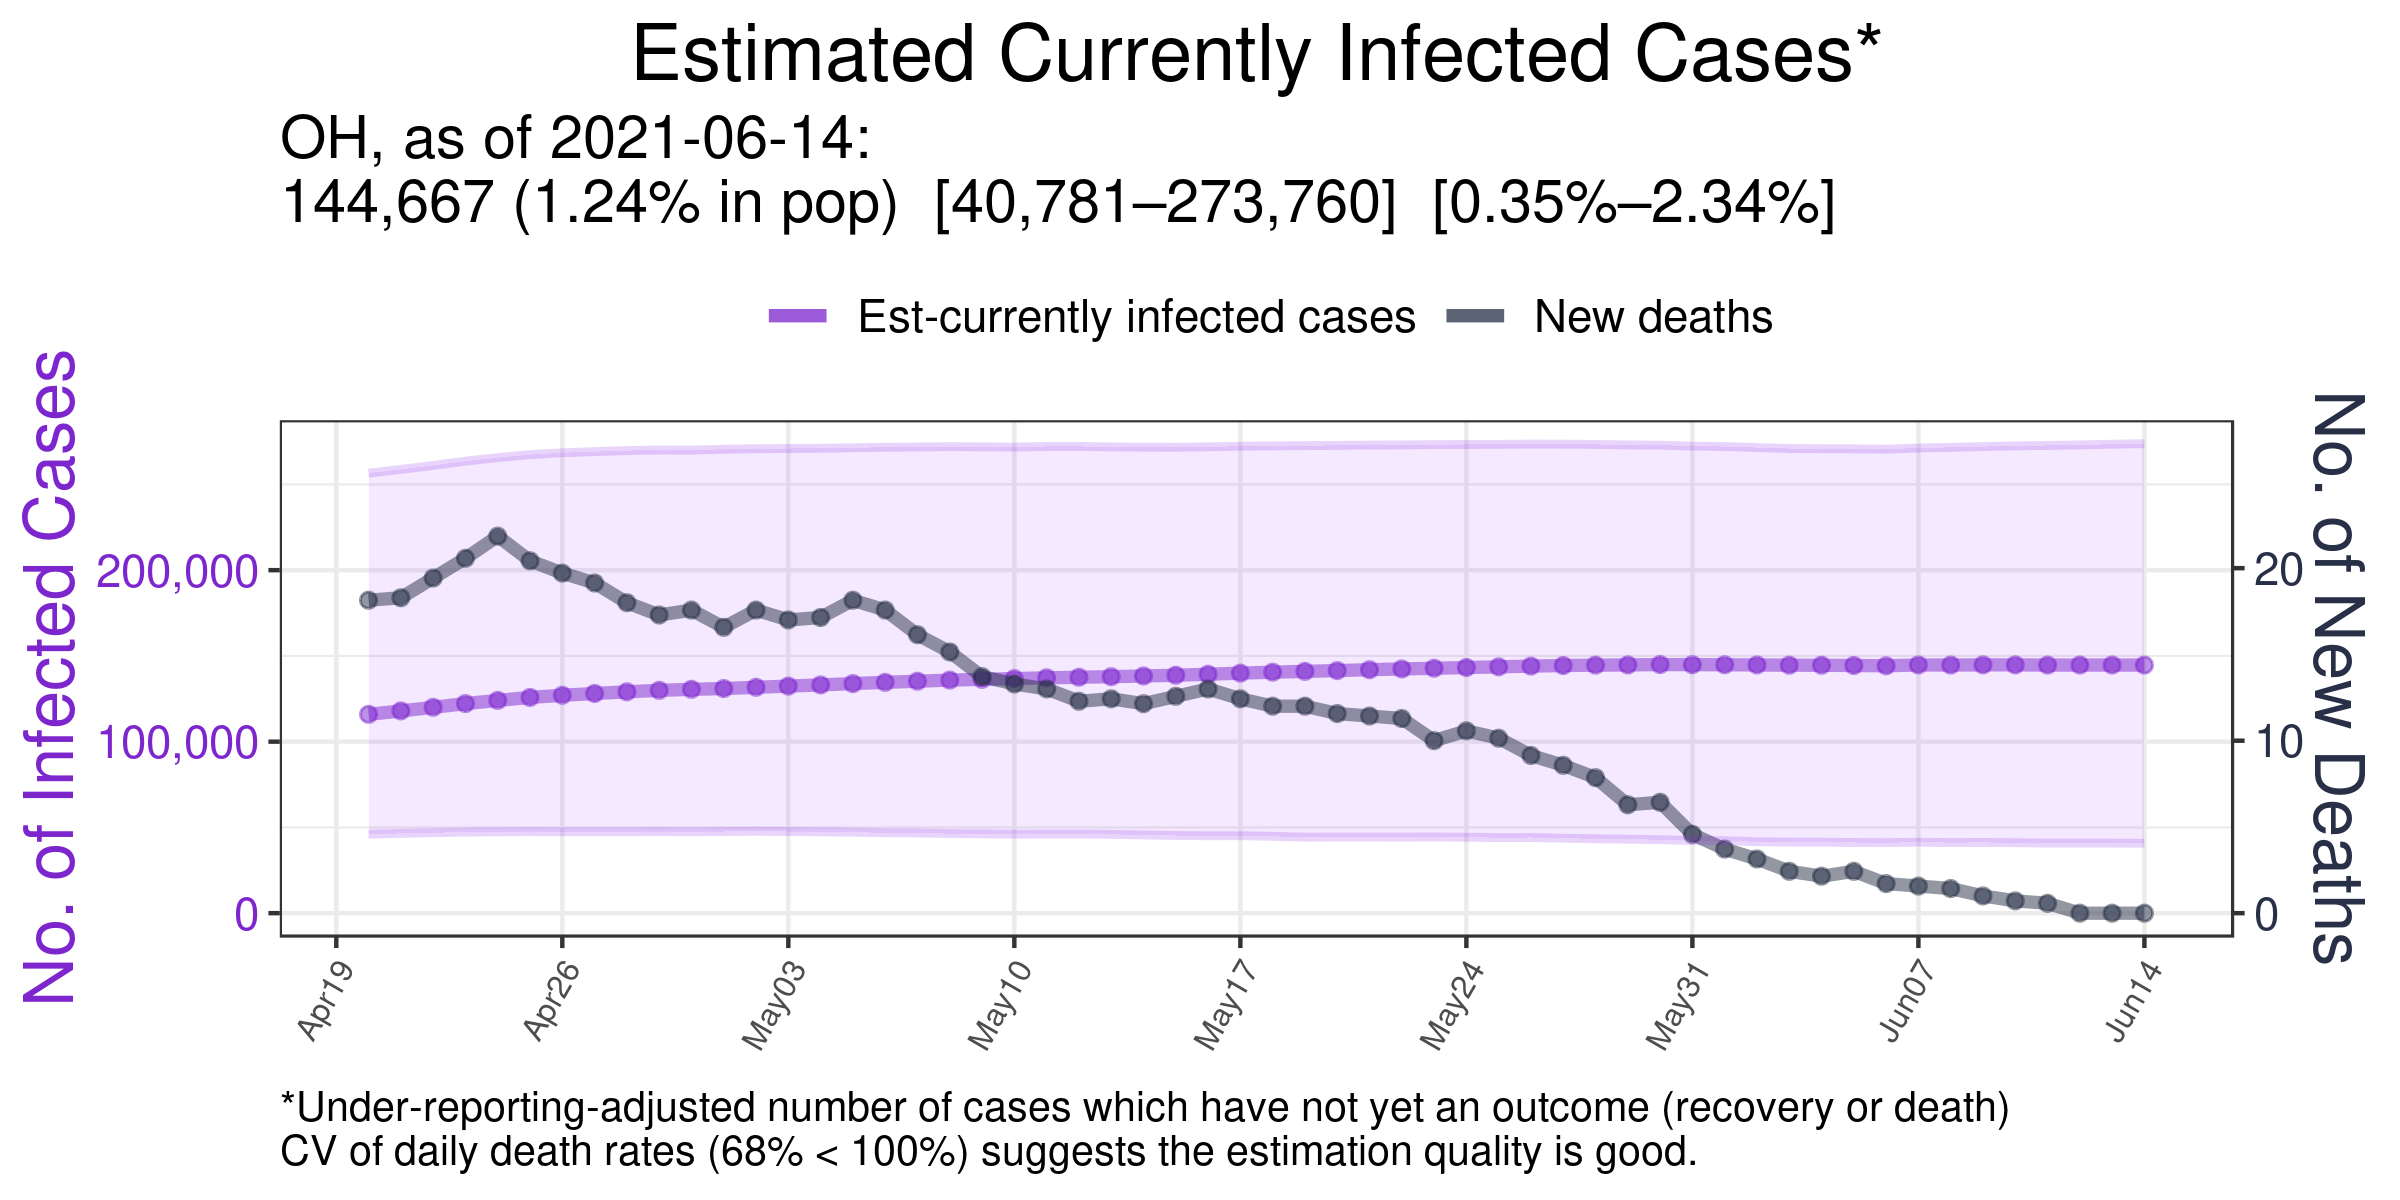 Estimated Currently Infected Cases*
OH, as of 2021-06-14:
144,667 (1.24% in pop)  [40,781–273,760]  [0.35%–2.34%]
Est-currently infected cases
New deaths
No. of Infected Cases
200,000
100,000
0
20
10
0
No. of New Deaths
Apr19
Apr26
May03
May10
May17
May24
May31
Jun07
Jun14
*Under-reporting-adjusted number of cases which have not yet an outcome (recovery or death)
CV of daily death rates (68% < 100%) suggests the estimation quality is good.